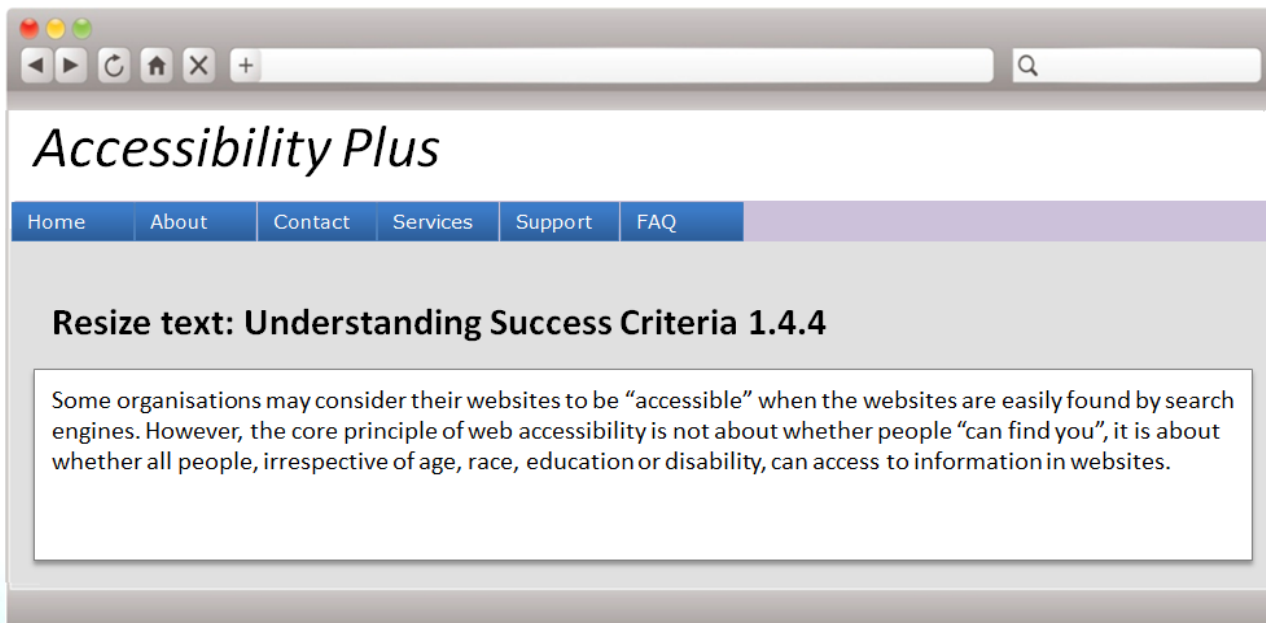 Accessibility Plus
Home About Contact Services Support FAQ
Resize text: Understanding Success Criteria 1.4.4
Some organisations may consider their websites to be “accessible” when the websites are easily found by search
engines. However, the core principle of web accessibility is not about whether people “can find you”, it is about
whether all people, irrespective of age, race, education or disability, can access to information in websites.